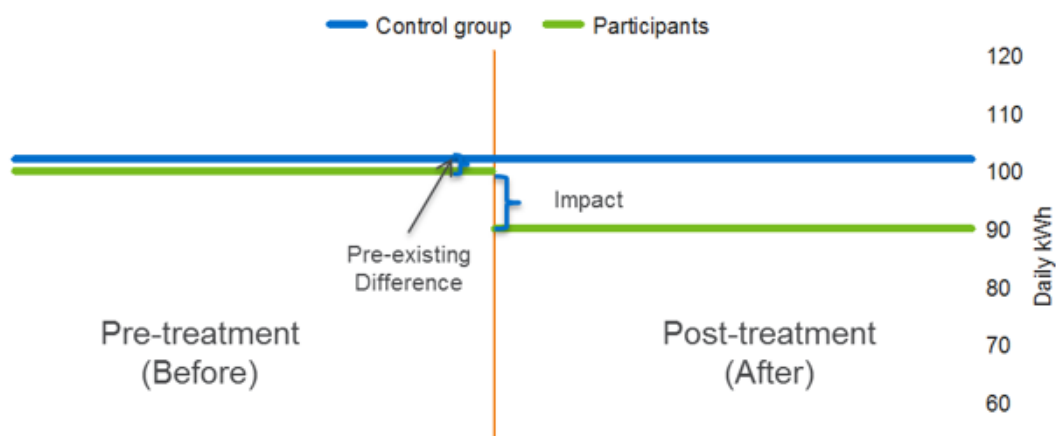 Control group Participants
120
110
100
90
80
70
60
Daily kWh
Impact
Pre-existing
Difference
Pre-treatment
(Before)
Post-treatment
(After)